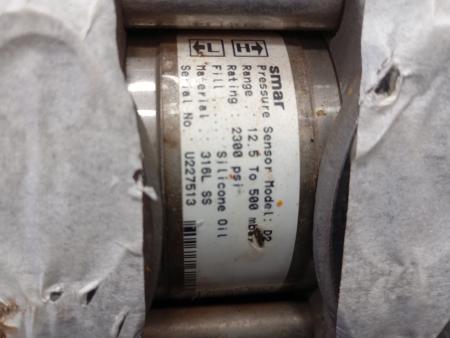 smar
H L
Pressure Sensor Model: D2
Range : 12.5 To 500 mbar
Rating : 2300 psi
Fill : Silicone Oil
Material : 316L SS
Serial No U227513